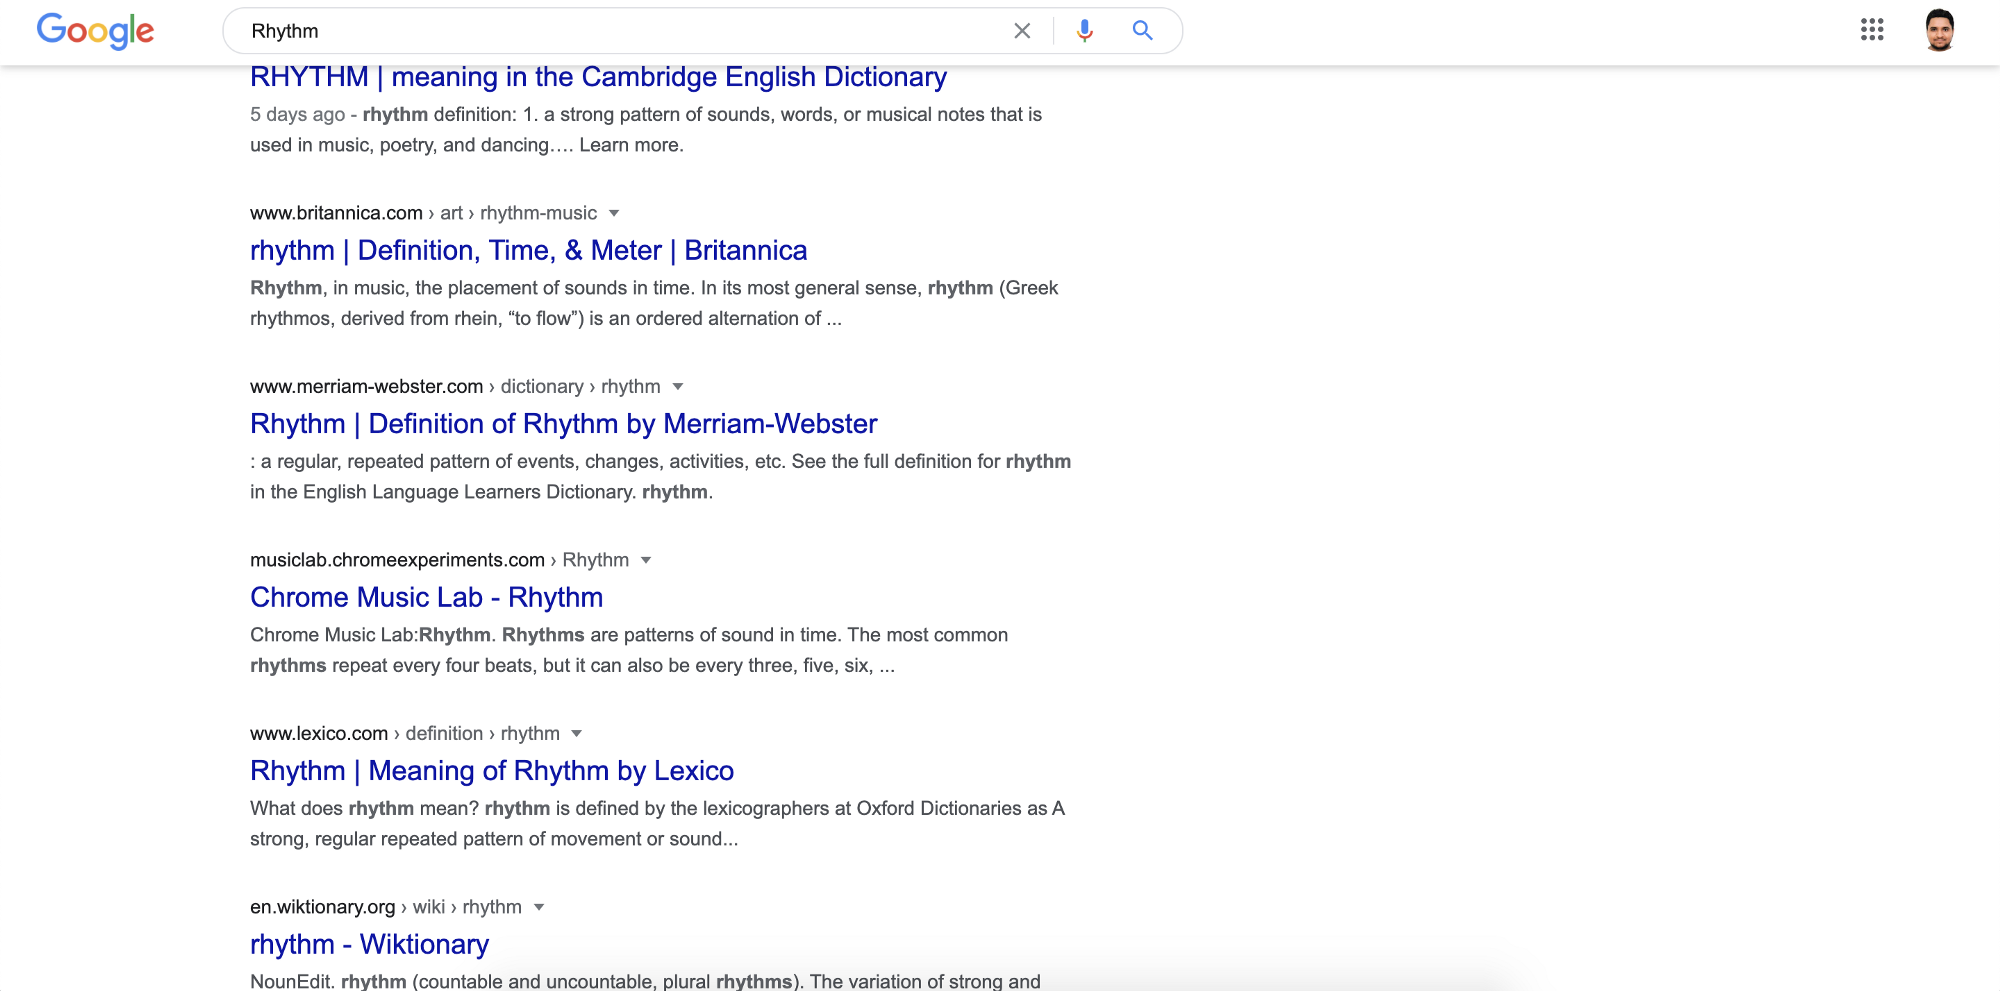 Google
Rhythm
RHYTHM | meaning in the Cambridge English Dictionary
5 days ago - rhythm definition: 1. a strong pattern of sounds, words, or musical notes that is
used in music, poetry, and dancing…. Learn more.
www.britannica.com › art › rhythm-music
rhythm | Definition, Time, & Meter | Britannica
Rhythm, in music, the placement of sounds in time. In its most general sense, rhythm (Greek
rhythmos, derived from rhein, “to flow”) is an ordered alternation of ...
www.merriam-webster.com › dictionary › rhythm
Rhythm | Definition of Rhythm by Merriam-Webster
: a regular, repeated pattern of events, changes, activities, etc. See the full definition for rhythm
in the English Language Learners Dictionary. rhythm.
musiclab.chromeexperiments.com › Rhythm
Chrome Music Lab - Rhythm
Chrome Music Lab:Rhythm. Rhythms are patterns of sound in time. The most common
rhythms repeat every four beats, but it can also be every three, five, six, ...
www.lexico.com › definition › rhythm
Rhythm | Meaning of Rhythm by Lexico
What does rhythm mean? rhythm is defined by the lexicographers at Oxford Dictionaries as A
strong, regular repeated pattern of movement or sound...
en.wiktionary.org › wiki › rhythm
rhythm - Wiktionary
NounEdit. rhythm (countable and uncountable, plural rhythms). The variation of strong and